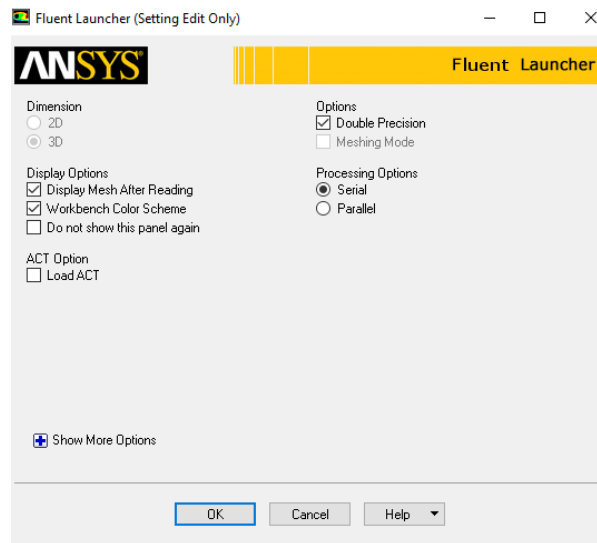 Fluent Launcher (Setting Edit Only)
ANSYS®
Fluent Launcher
Dimension
2D
3D
Display Options
Display Mesh After Reading
Workbench Color Scheme
Do not show this panel again
ACT Option
Load ACT
Options
Double Precision
Meshing Mode
Processing Options
Serial
Parallel
Show More Options
OK
Cancel
Help